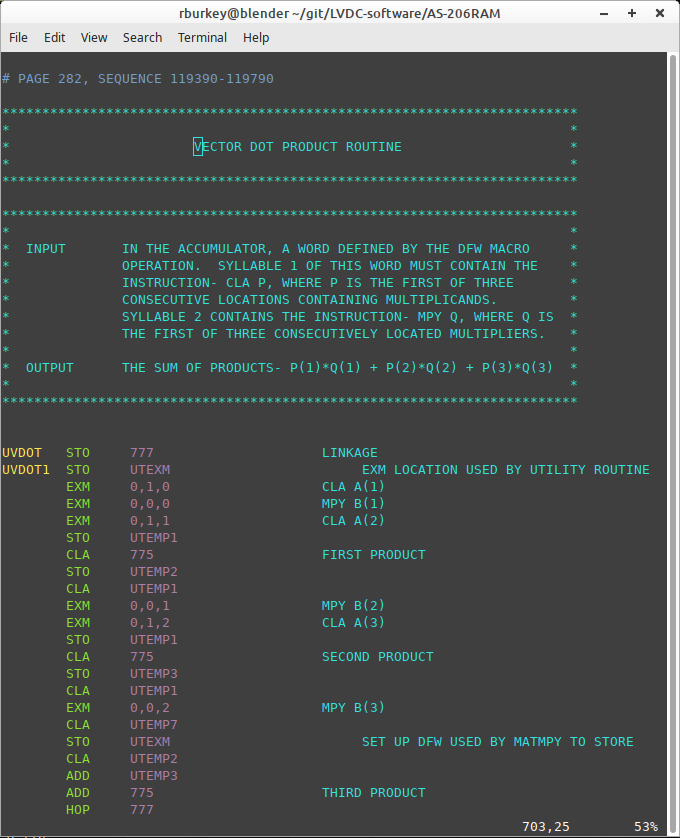 rburkey@blender ~/git/LVDC-software/AS-206RAM
File Edit View Search Terminal Help
# PAGE 282, SEQUENCE 119390-119790
************************************************************************
*                                                                      *
*                       VECTOR DOT PRODUCT ROUTINE                     *
*                                                                      *
************************************************************************
************************************************************************
*                                                                      *
*  INPUT       IN THE ACCUMULATOR, A WORD DEFINED BY THE DFW MACRO     *
*              OPERATION.  SYLLABLE 1 OF THIS WORD MUST CONTAIN THE    *
*              INSTRUCTION- CLA P, WHERE P IS THE FIRST OF THREE       *
*              CONSECUTIVE LOCATIONS CONTAINING MULTIPLICANDS.         *
*              SYLLABLE 2 CONTAINS THE INSTRUCTION- MPY Q, WHERE Q IS  *
*              THE FIRST OF THREE CONSECUTIVELY LOCATED MULTIPLIERS.   *
*                                                                      *
*  OUTPUT      THE SUM OF PRODUCTS- P(1)*Q(1) + P(2)*Q(2) + P(3)*Q(3)  *
*                                                                      *
************************************************************************
UVDOT   STO     777                     LINKAGE
UVDOT1  STO     UTEXM                        EXM LOCATION USED BY UTILITY ROUTINE
        EXM     0,1,0                   CLA A(1)
        EXM     0,0,0                   MPY B(1)
        EXM     0,1,1                   CLA A(2)
        STO     UTEMP1
        CLA     775                     FIRST PRODUCT
        STO     UTEMP2
        CLA     UTEMP1
        EXM     0,0,1                   MPY B(2)
        EXM     0,1,2                   CLA A(3)
        STO     UTEMP1
        CLA     775                     SECOND PRODUCT
        STO     UTEMP3
        CLA     UTEMP1
        EXM     0,0,2                   MPY B(3)
        CLA     UTEMP7
        STO     UTEXM                        SET UP DFW USED BY MATMPY TO STORE
        CLA     UTEMP2
        ADD     UTEMP3
        ADD     775                     THIRD PRODUCT
        HOP     777
703,25        53%